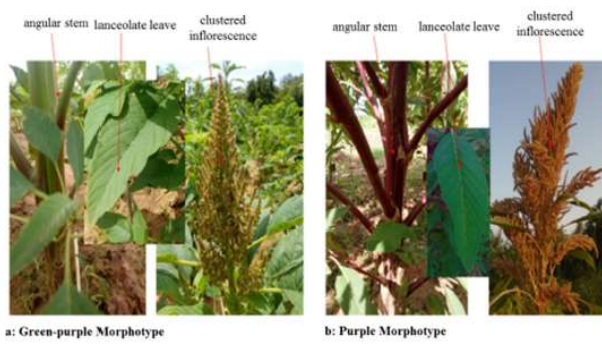 angular stem
lanceolate leave
clustered
inflorescence
angular stem
lanceolate leave
clustered
inflorescence
a: Green-purple Morphotype
b: Purple Morphotype